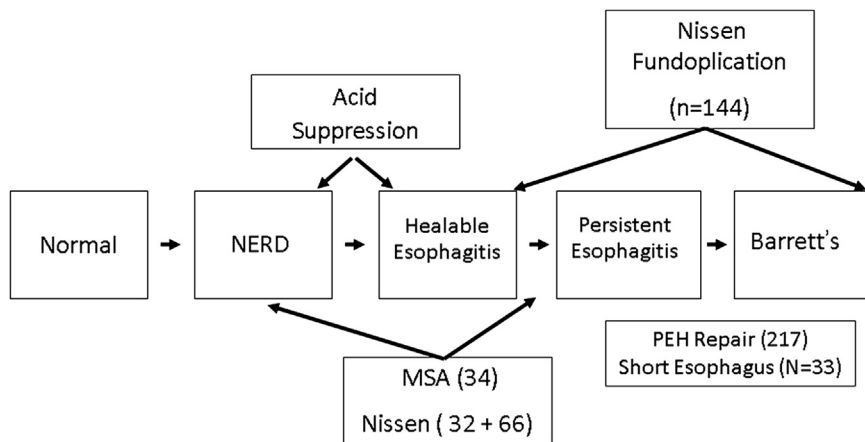 Nissen
Fundoplication
(n=144)
Acid
Suppression
Normal
NERD
Healable
Esophagitis
Persistent
Esophagitis
Barrett’s
PEH Repair (217)
Short Esophagus (N=33)
MSA (34)
Nissen ( 32 + 66)